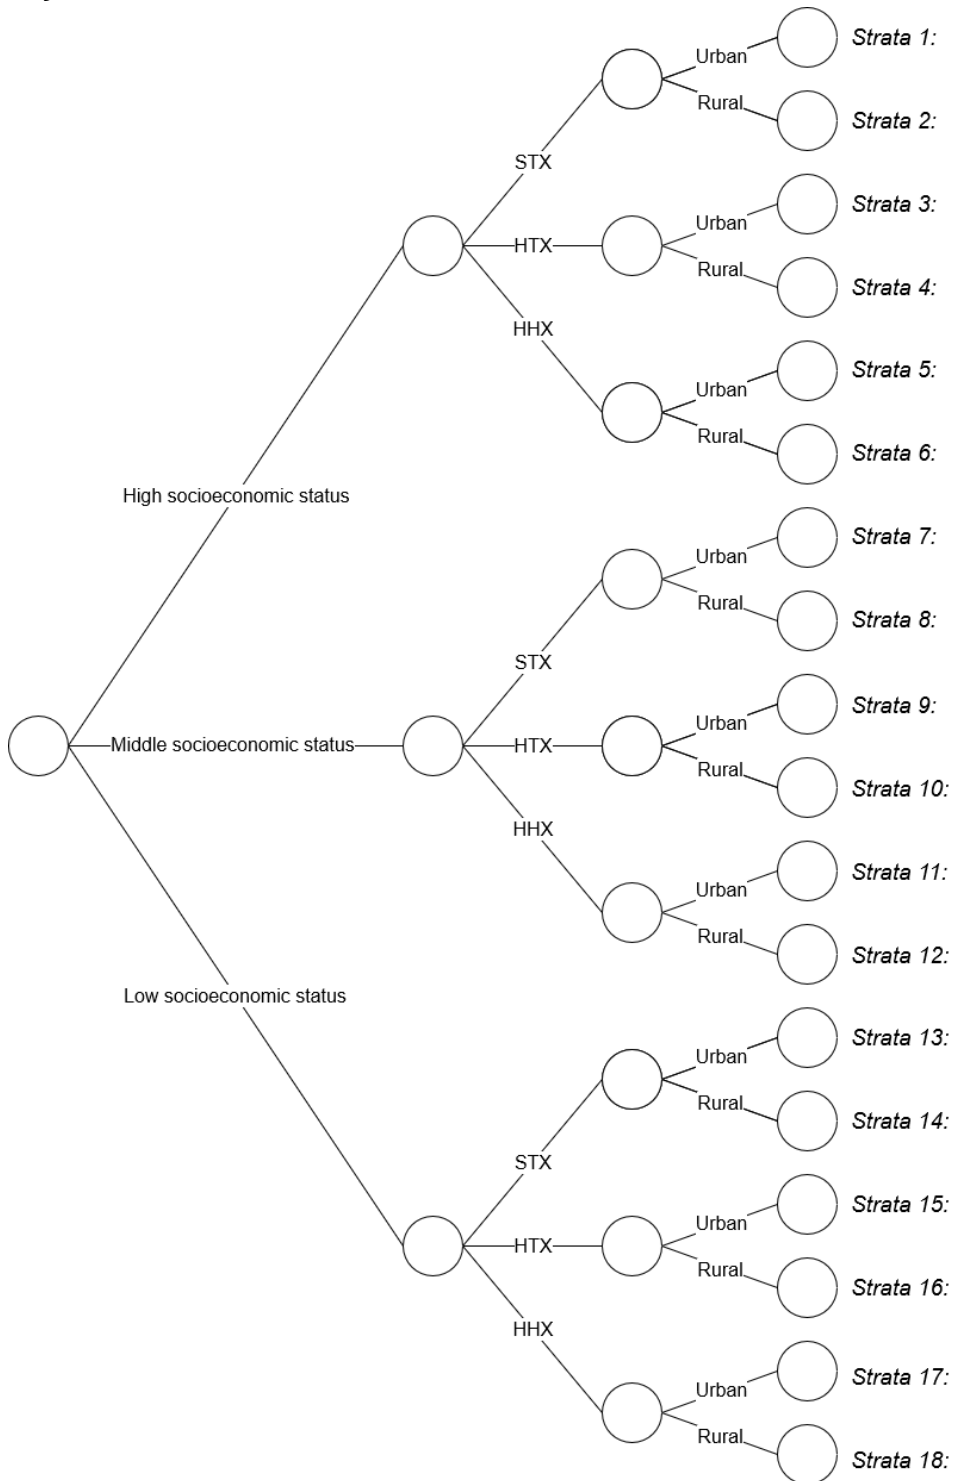 Strata 1:
Urban
Rural
Strata 2:
STX
Strata 3:
Urban
HTX
Rural
Strata 4:
HHX
Strata 5:
Urban
Rural
Strata 6:
High socioeconomic status
Strata 7:
Urban
Rural
Strata 8:
STX
Strata 9:
Urban
Middle socioeconomic status
HTX
Rural
Strata 10:
HHX
Strata 11:
Urban
Rural
Strata 12:
Low socioeconomic status
Strata 13:
Urban
Rural
Strata 14:
STX
Strata 15:
Urban
HTX
Rural
Strata 16:
HHX
Strata 17:
Urban
Rural
Strata 18: